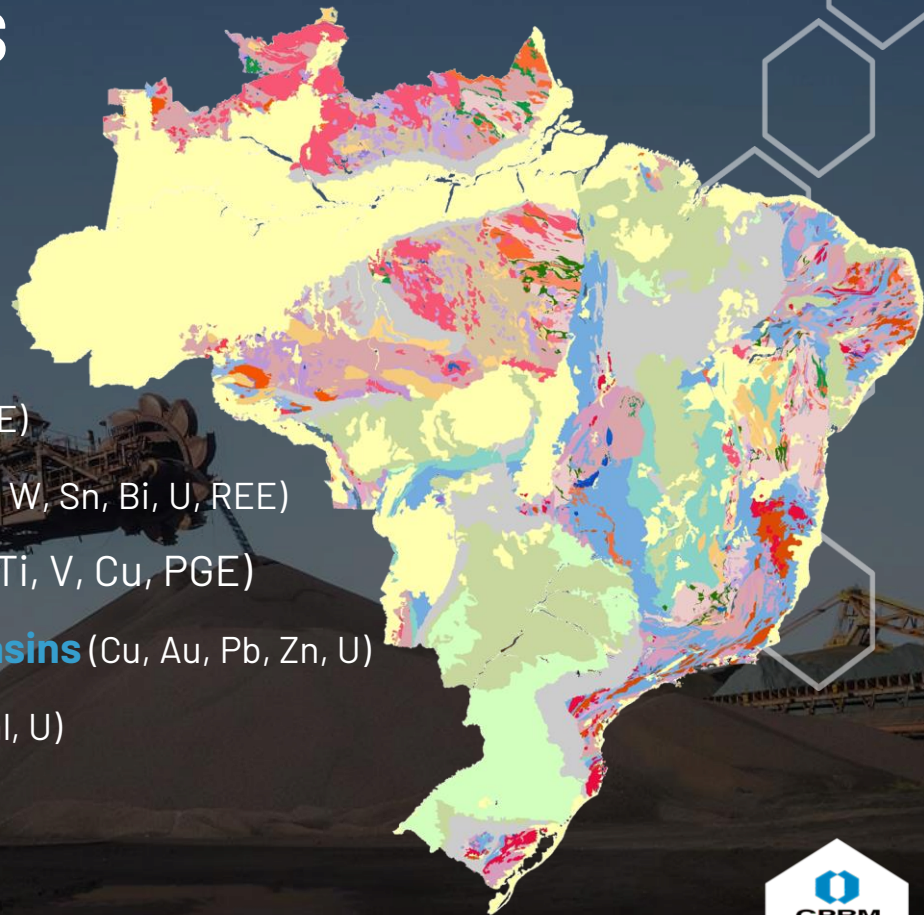 S
E)
W, Sn, Bi, U, REE)
Ti, V, Cu, PGE)
sins (Cu, Au, Pb, Zn, U)
l, U)